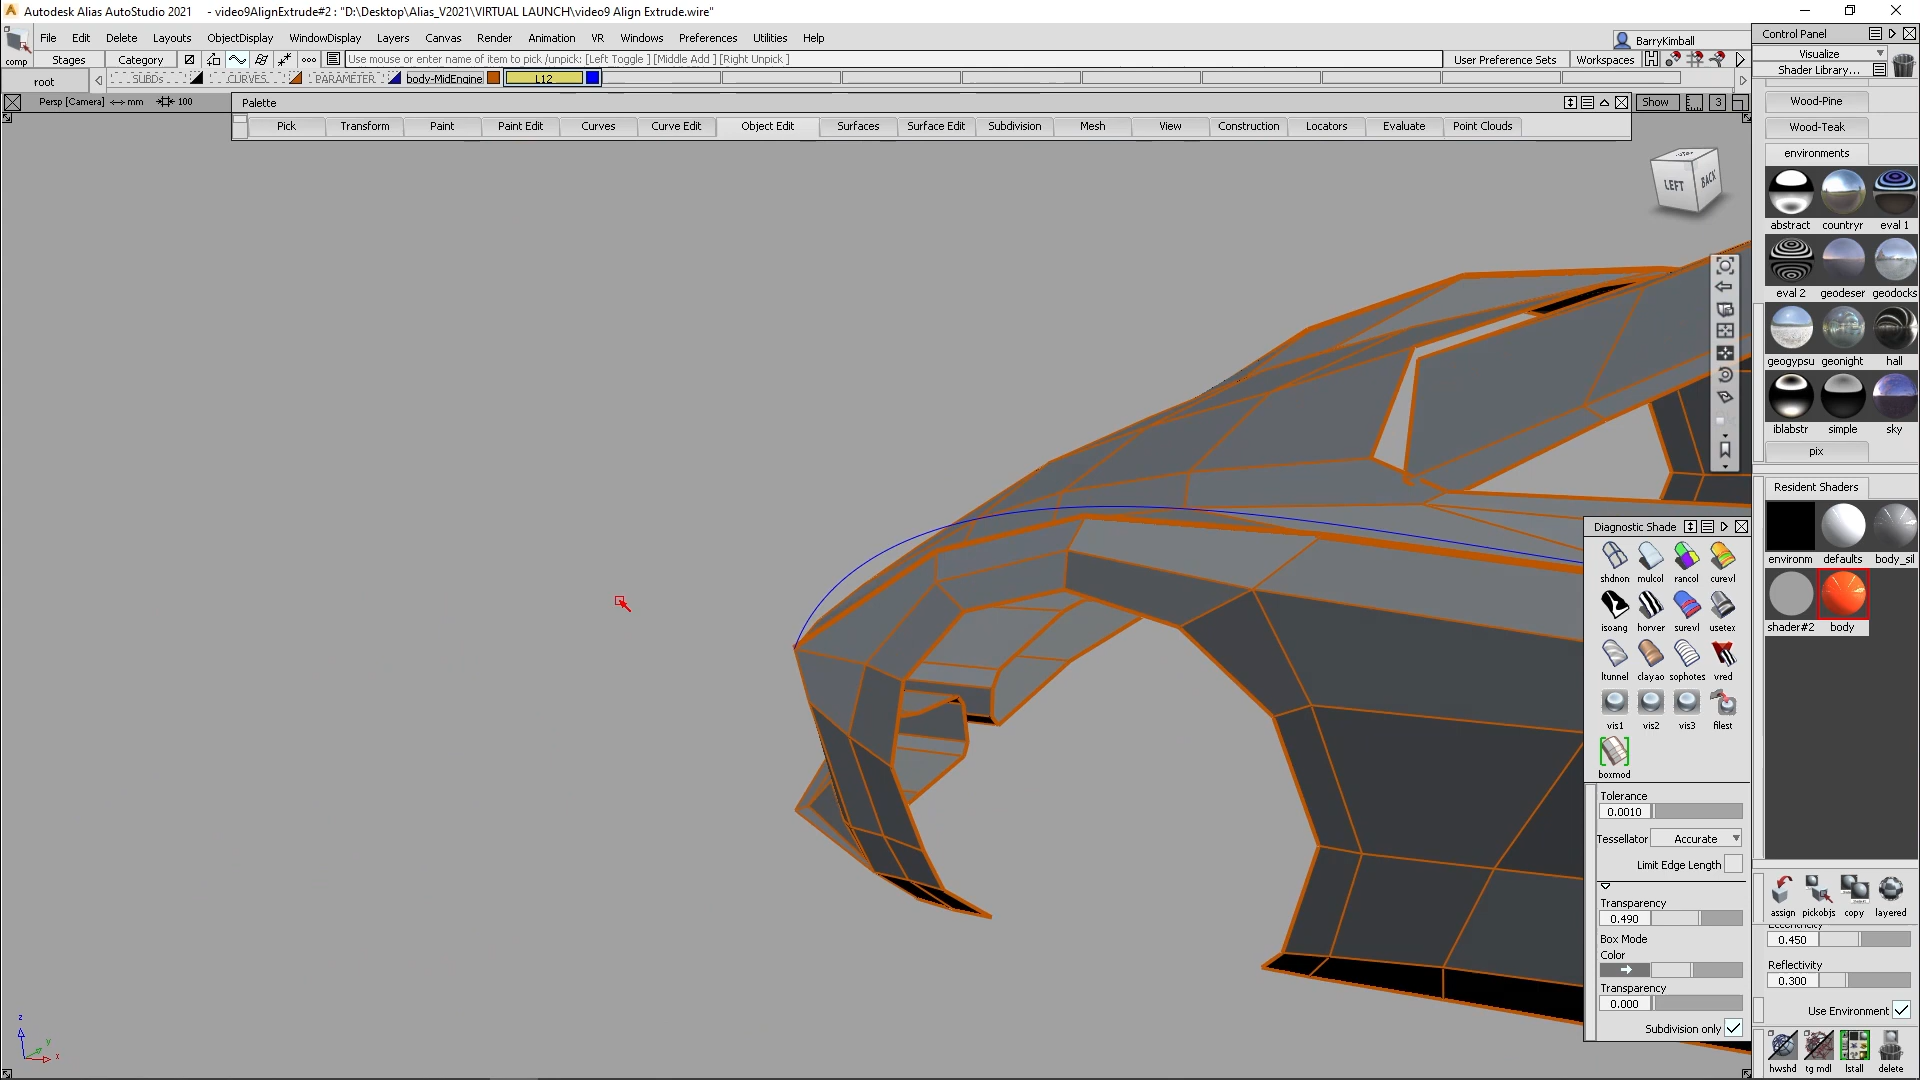 Autodesk Alias AutoStudio 2021 - video9AlignExtrude#2 : "D:\Desktop\Alias_V2021\VIRTUAL LAUNCH\video9 Align Extrude.wire"
Control Panel
comp
File Edit Delete Layouts ObjectDisplay WindowDisplay Layers Canvas Render Animation VR Windows Preferences Utilities Help
BarryKimball
Visualize
Stages Category Use mouse or enter name of item to pick /unpick: [Left Toggle ] [Middle Add ] [Right Unpick ] User Preference Sets Workspaces
Shader Library...
root SUBDs CURVES PARAMETER body-MidEngine L12
Persp [Camera] <-> mm 100
Palette
Show 3
Pick Transform Paint Paint Edit Curves Curve Edit Object Edit Surfaces Surface Edit Subdivision Mesh View Construction Locators Evaluate Point Clouds
LEFT BACK
Wood-Pine
Wood-Teak
environments
abstract countryr eval 1
eval 2 geodeser geodocks
geogypsu geonight hall
iblabstr simple sky
pix
Resident Shaders
environm defaults body_sil
shader#2 body
Diagnostic Shade
shdnon mulcol rancol curevl
isoang horver surevl usetex
ltunnel clayao sophotes vred
vis1 vis2 vis3 filest
boxmod
Tolerance
0.0010
Tessellator Accurate
Limit Edge Length
Transparency
0.490
Box Mode
Color
Transparency
0.000
Subdivision only
assign pickobjs copy layered
Eccentricity
0.450
Reflectivity
0.300
Use Environment
hwshd tg mdl lstall delete
z
y
x